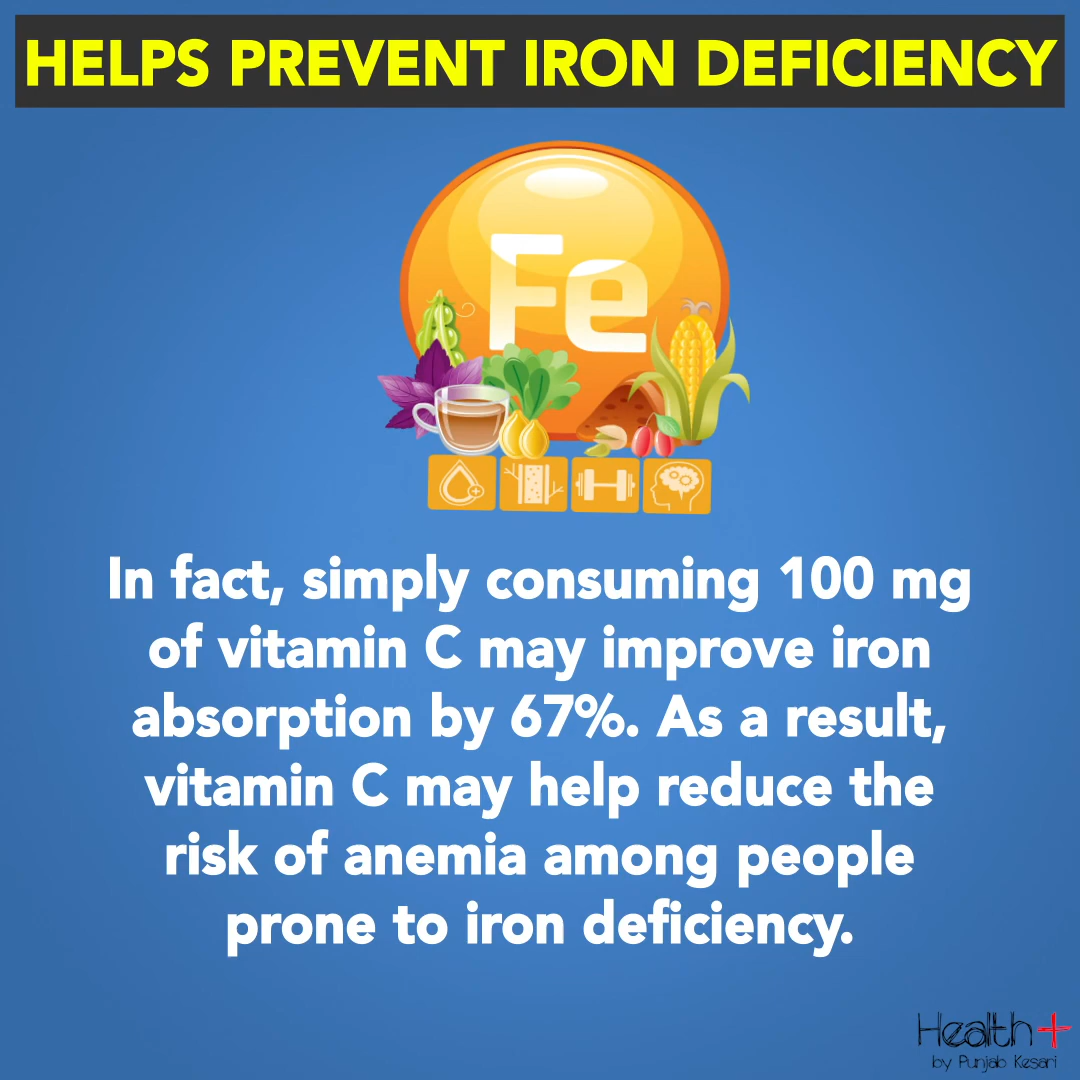 HELPS PREVENT IRON DEFICIENCY
Fe
In fact, simply consuming 100 mg
of vitamin C may improve iron
absorption by 67%. As a result,
vitamin C may help reduce the
risk of anemia among people
prone to iron deficiency.
Health+
by Punjab Kesari